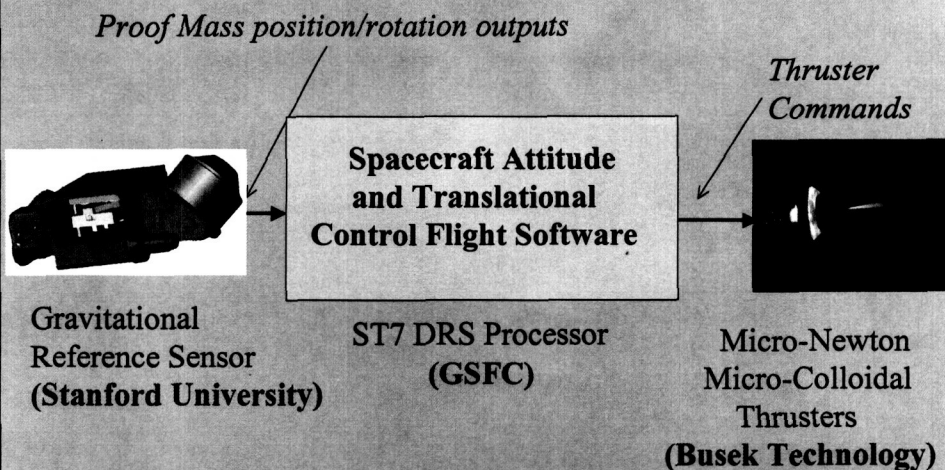 Proof Mass position/rotation outputs
Thruster
Commands
Spacecraft Attitude
and Translational
Control Flight Software
Gravitational
Reference Sensor
(Stanford University)
ST7 DRS Processor
(GSFC)
Micro-Newton
Micro-Colloidal
Thrusters
(Busek Technology)